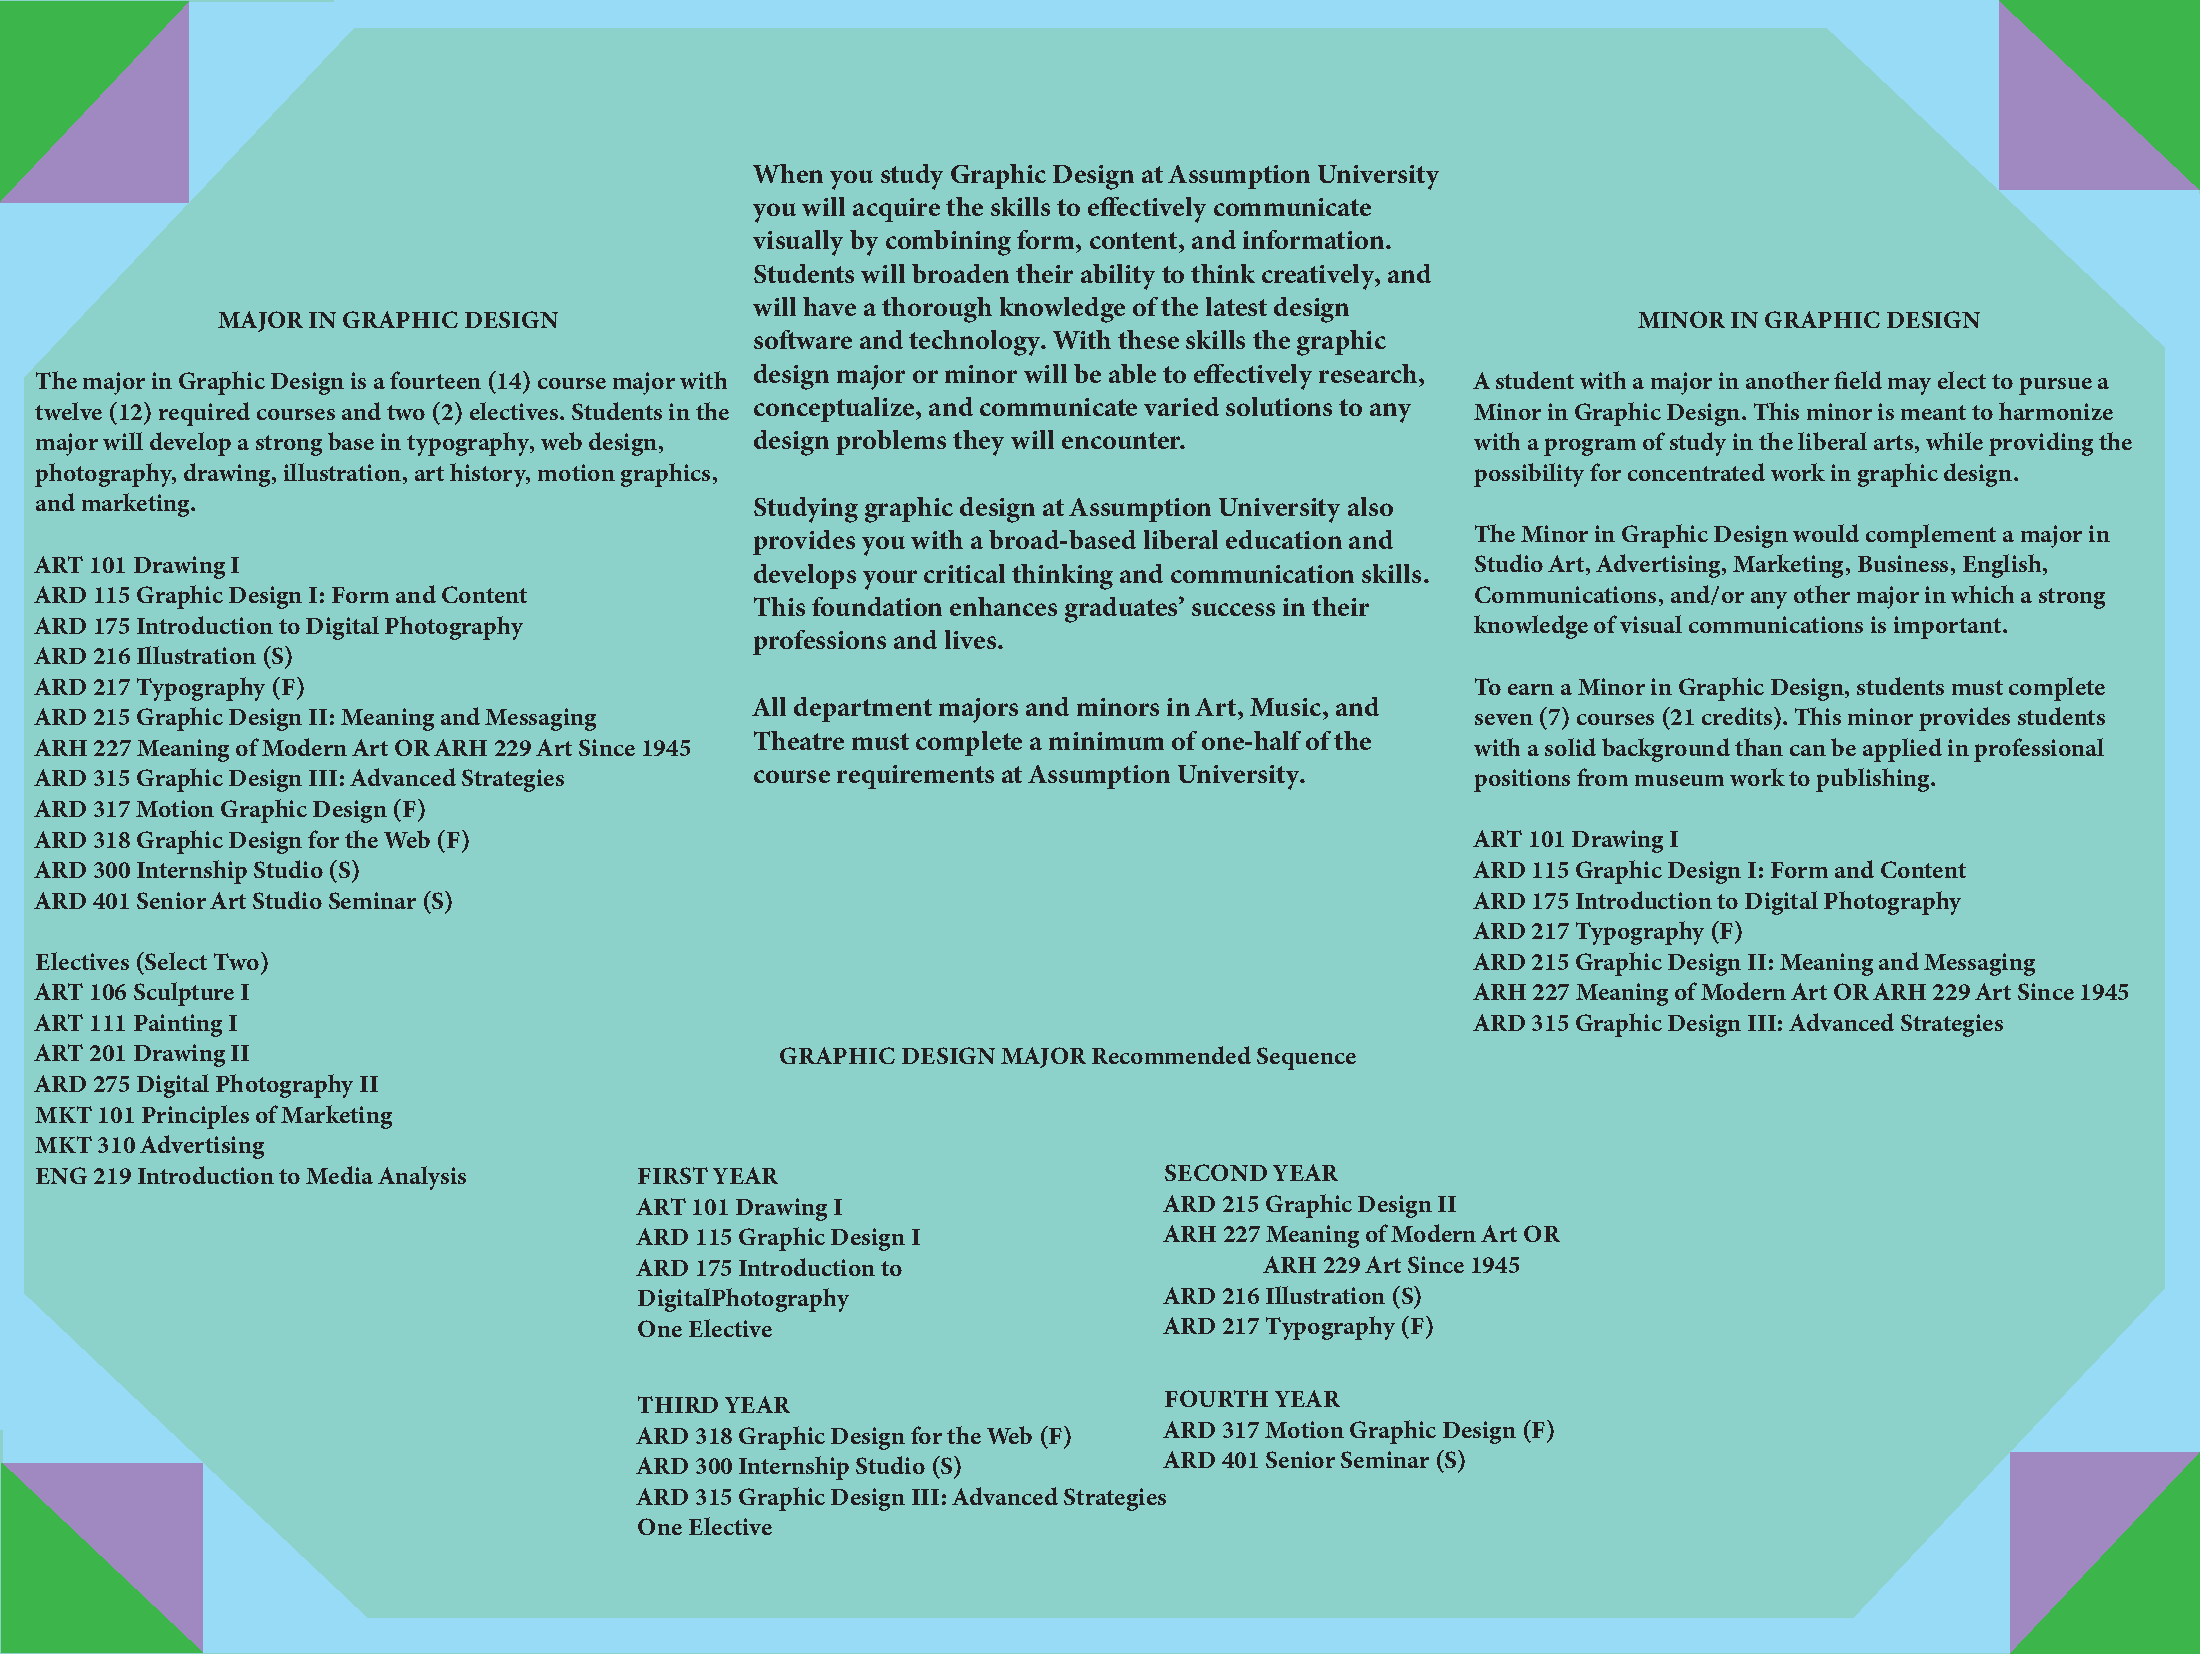 MAJOR IN GRAPHIC DESIGN
The major in Graphic Design is a fourteen (14) course major with
twelve (12) required courses and two (2) electives. Students in the
major will develop a strong base in typography, web design,
photography, drawing, illustration, art history, motion graphics,
and marketing.
ART 101 Drawing I
ARD 115 Graphic Design I: Form and Content
ARD 175 Introduction to Digital Photography
ARD 216 Illustration (S)
ARD 217 Typography (F)
ARD 215 Graphic Design II: Meaning and Messaging
ARH 227 Meaning of Modern Art OR ARH 229 Art Since 1945
ARD 315 Graphic Design III: Advanced Strategies
ARD 317 Motion Graphic Design (F)
ARD 318 Graphic Design for the Web (F)
ARD 300 Internship Studio (S)
ARD 401 Senior Art Studio Seminar (S)
Electives (Select Two)
ART 106 Sculpture I
ART 111 Painting I
ART 201 Drawing II
ARD 275 Digital Photography II
MKT 101 Principles of Marketing
MKT 310 Advertising
ENG 219 Introduction to Media Analysis
When you study Graphic Design at Assumption University
you will acquire the skills to effectively communicate
visually by combining form, content, and information.
Students will broaden their ability to think creatively, and
will have a thorough knowledge of the latest design
software and technology. With these skills the graphic
design major or minor will be able to effectively research,
conceptualize, and communicate varied solutions to any
design problems they will encounter.
Studying graphic design at Assumption University also
provides you with a broad-based liberal education and
develops your critical thinking and communication skills.
This foundation enhances graduates’ success in their
professions and lives.
All department majors and minors in Art, Music, and
Theatre must complete a minimum of one-half of the
course requirements at Assumption University.
MINOR IN GRAPHIC DESIGN
A student with a major in another field may elect to pursue a
Minor in Graphic Design. This minor is meant to harmonize
with a program of study in the liberal arts, while providing the
possibility for concentrated work in graphic design.
The Minor in Graphic Design would complement a major in
Studio Art, Advertising, Marketing, Business, English,
Communications, and/or any other major in which a strong
knowledge of visual communications is important.
To earn a Minor in Graphic Design, students must complete
seven (7) courses (21 credits). This minor provides students
with a solid background than can be applied in professional
positions from museum work to publishing.
ART 101 Drawing I
ARD 115 Graphic Design I: Form and Content
ARD 175 Introduction to Digital Photography
ARD 217 Typography (F)
ARD 215 Graphic Design II: Meaning and Messaging
ARH 227 Meaning of Modern Art OR ARH 229 Art Since 1945
ARD 315 Graphic Design III: Advanced Strategies
GRAPHIC DESIGN MAJOR Recommended Sequence
FIRST YEAR
ART 101 Drawing I
ARD 115 Graphic Design I
ARD 175 Introduction to
DigitalPhotography
One Elective
SECOND YEAR
ARD 215 Graphic Design II
ARH 227 Meaning of Modern Art OR
ARH 229 Art Since 1945
ARD 216 Illustration (S)
ARD 217 Typography (F)
THIRD YEAR
ARD 318 Graphic Design for the Web (F)
ARD 300 Internship Studio (S)
ARD 315 Graphic Design III: Advanced Strategies
One Elective
FOURTH YEAR
ARD 317 Motion Graphic Design (F)
ARD 401 Senior Seminar (S)